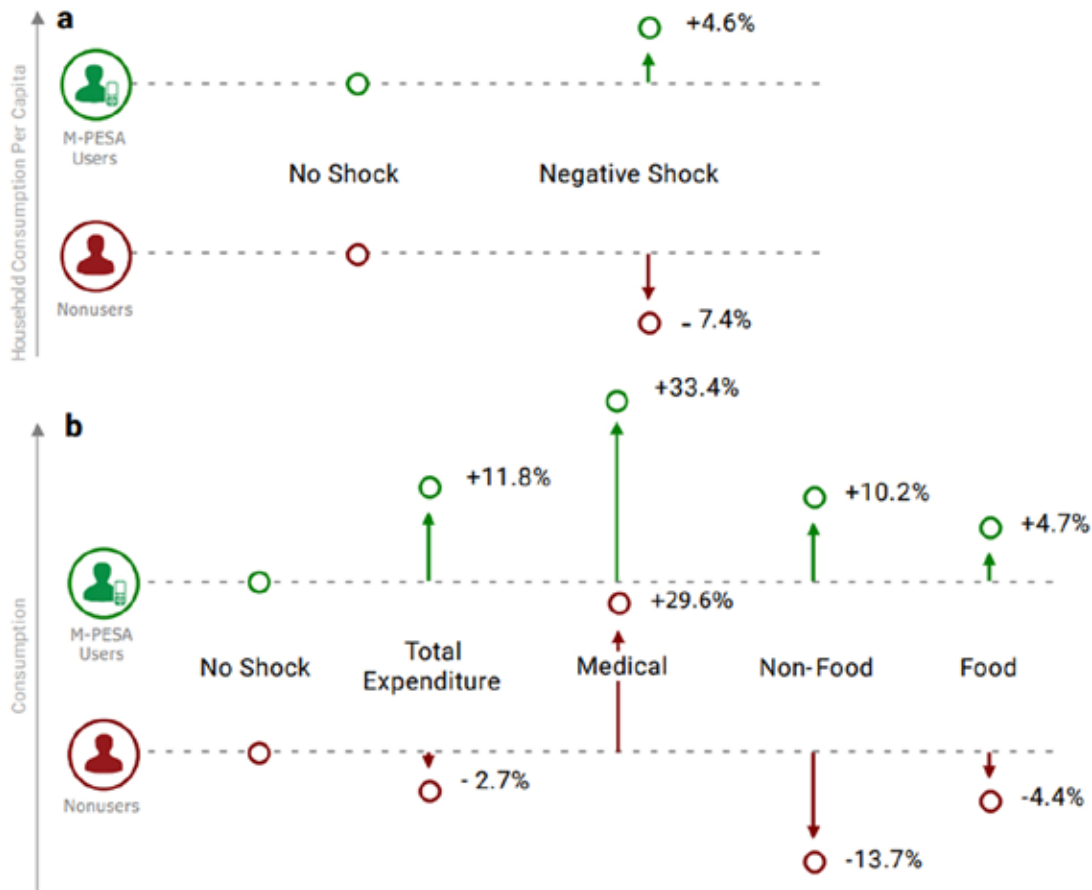 a
+4.6%
Household Consumption Per Capita
M-PESA
Users
No Shock
Negative Shock
Nonusers
- 7.4%
b
+33.4%
+11.8%
+10.2%
+4.7%
Consumption
M-PESA
Users
+29.6%
No Shock
Total
Expenditure
Medical
Non-Food
Food
Nonusers
- 2.7%
-4.4%
-13.7%